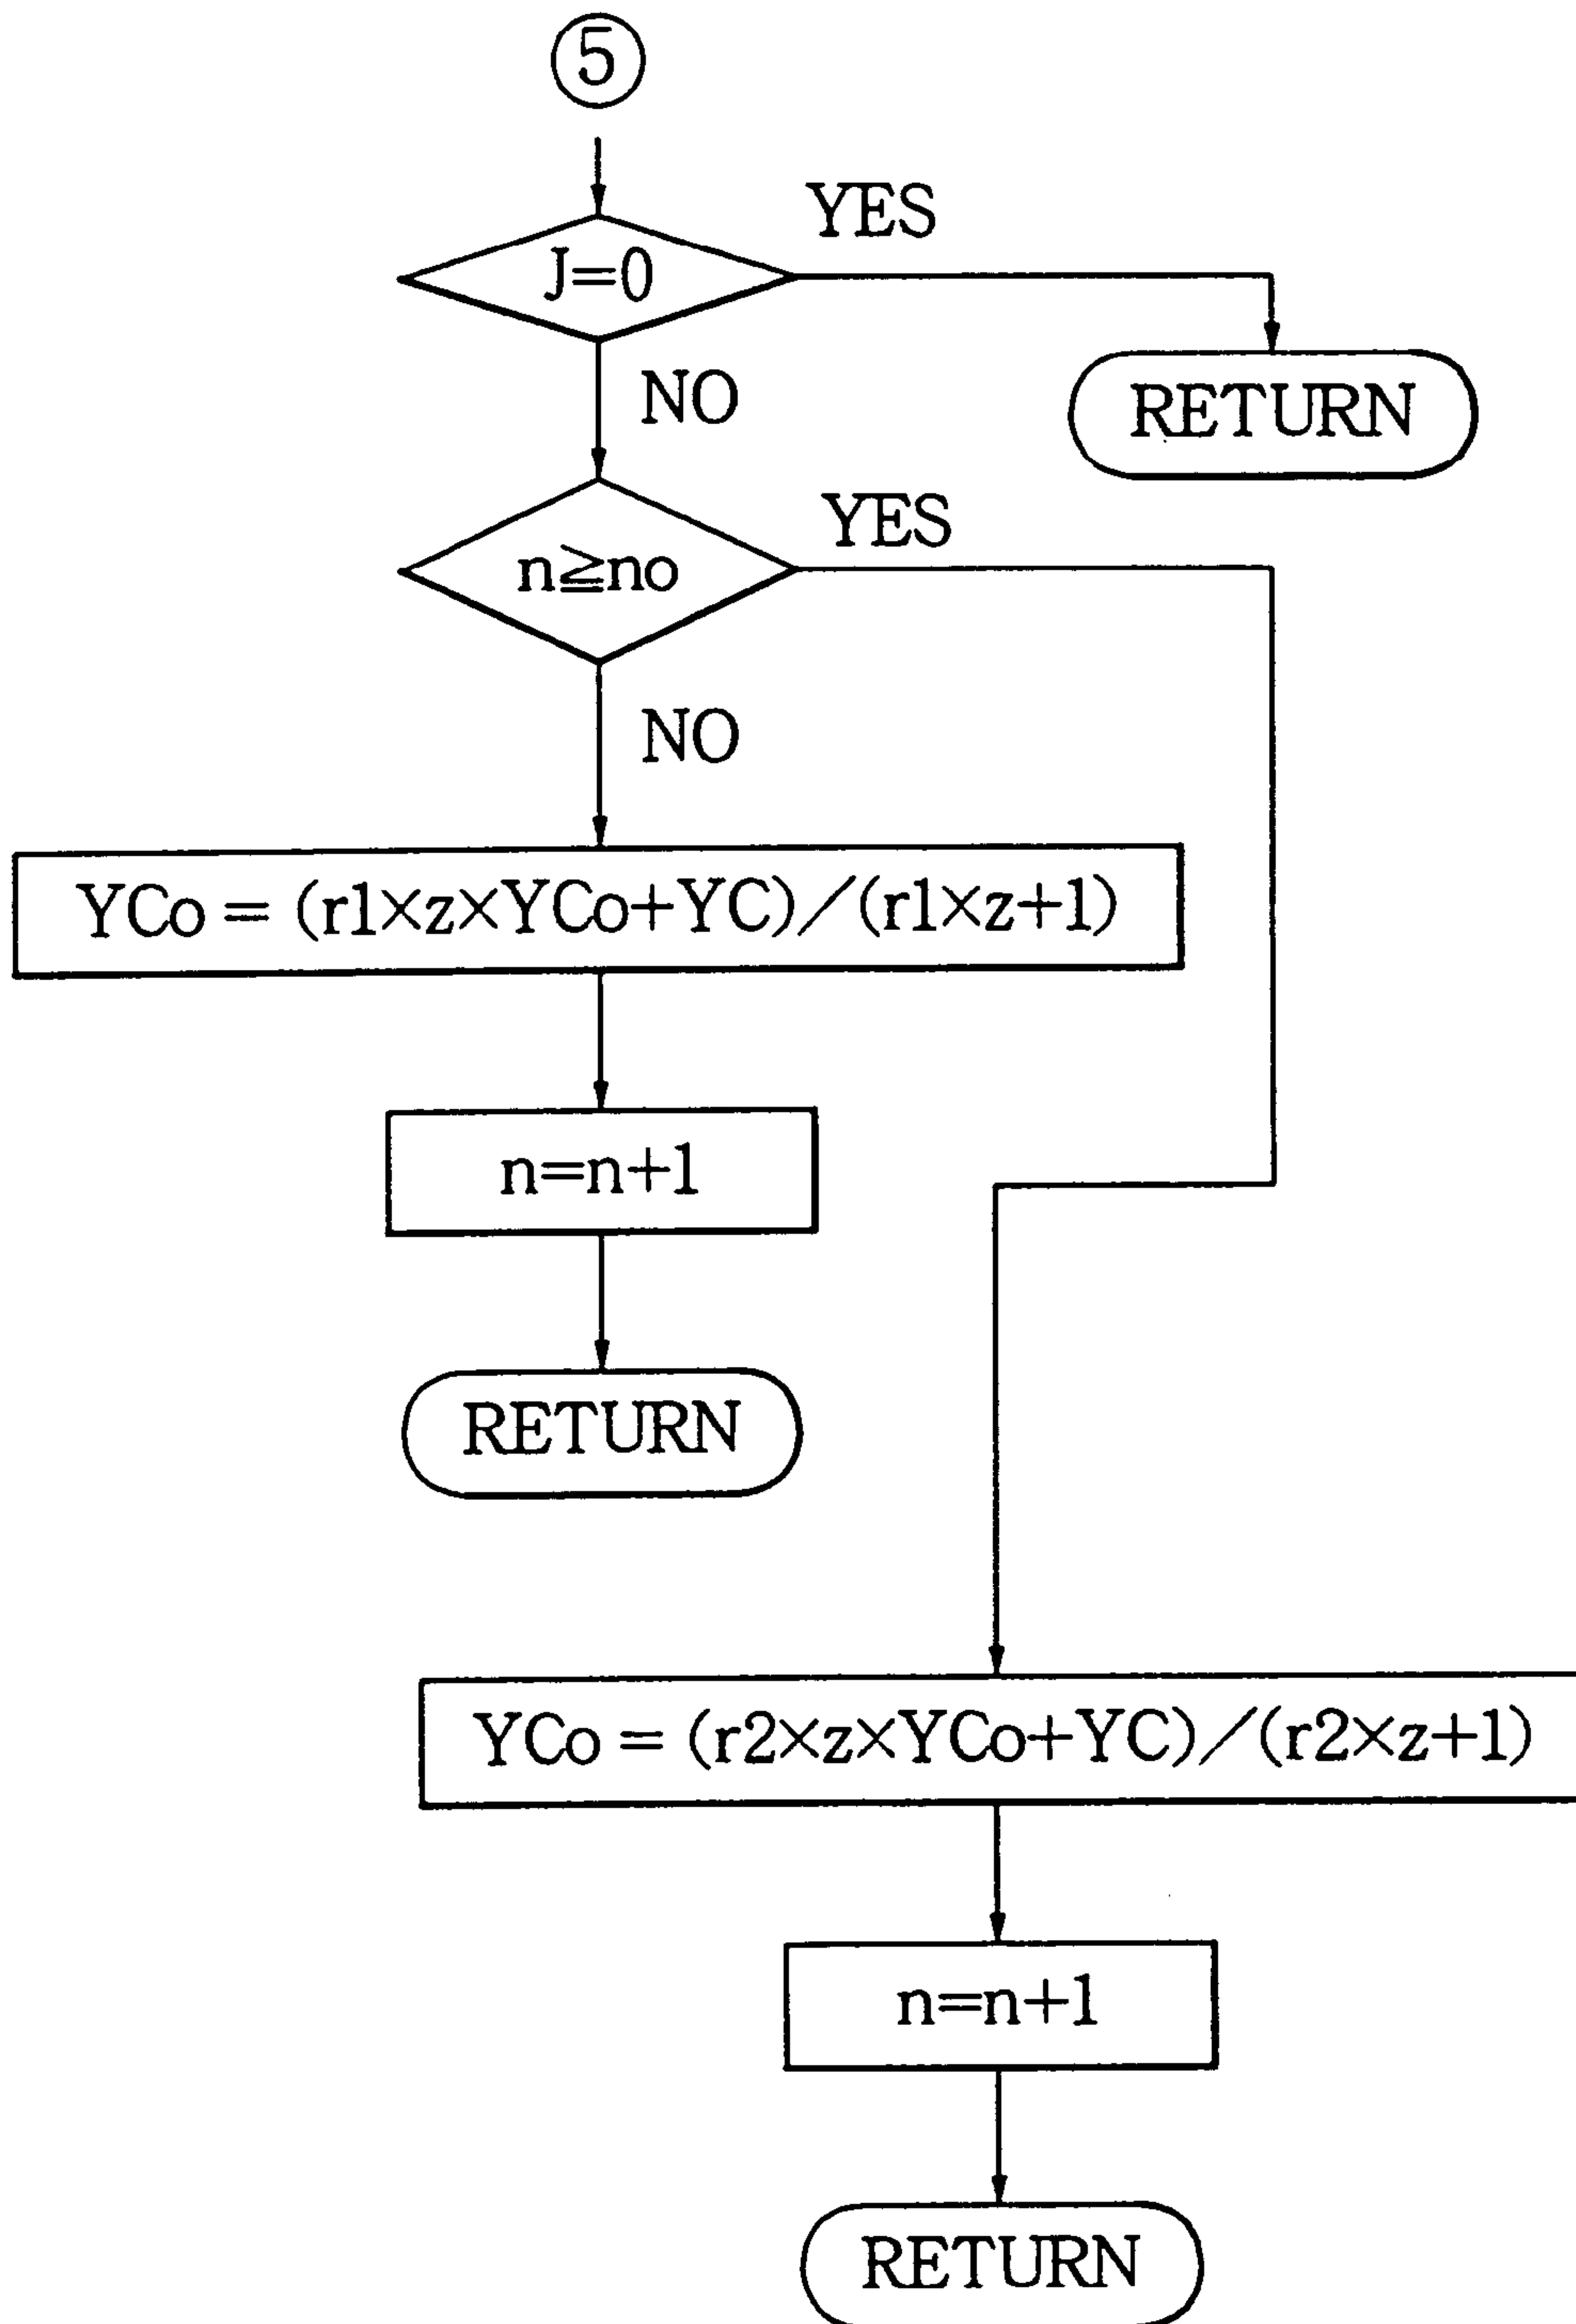 5
YES
J=0
NO
RETURN
YES
n≧no
NO
YCo = (r1×z×YCo+YC)/(r1×z+1)
n=n+1
RETURN
YCo = (r2×z×YCo+YC)/(r2×z+1)
n=n+1
RETURN